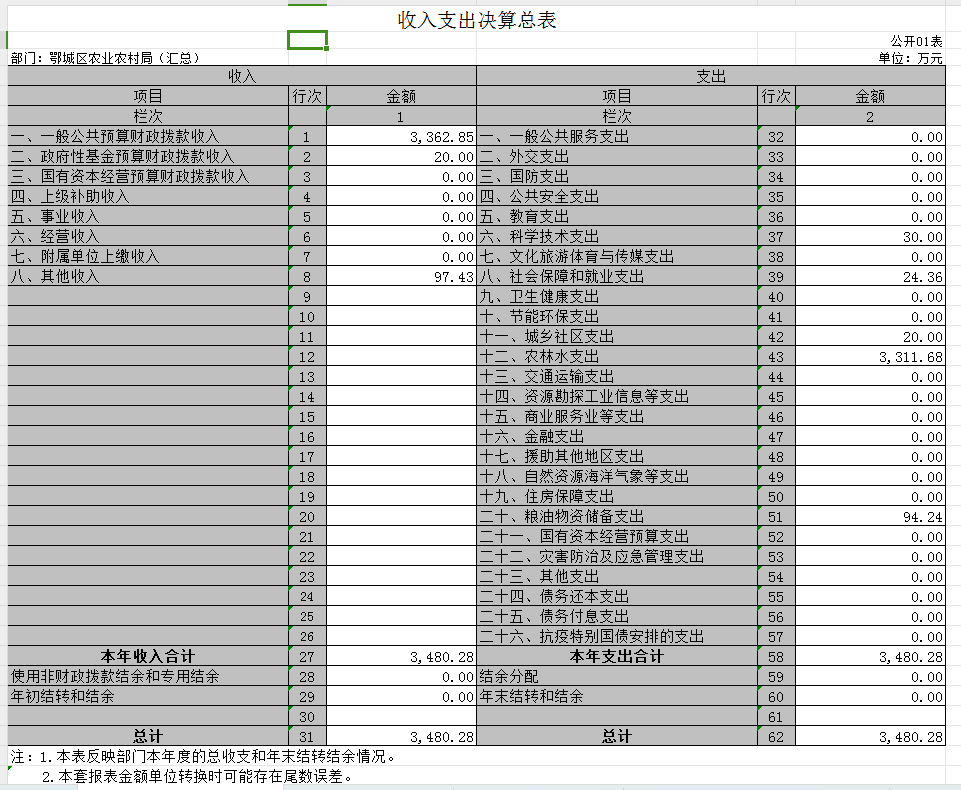 收入支出决算总表
公开01表
部门：鄂城区农业农村局（汇总） 单位：万元
收入 支出
项目 行次 金额 项目 行次 金额
栏次 1 栏次 2
一、一般公共预算财政拨款收入 1 3,362.85 一、一般公共服务支出 32 0.00
二、政府性基金预算财政拨款收入 2 20.00 二、外交支出 33 0.00
三、国有资本经营预算财政拨款收入 3 0.00 三、国防支出 34 0.00
四、上级补助收入 4 0.00 四、公共安全支出 35 0.00
五、事业收入 5 0.00 五、教育支出 36 0.00
六、经营收入 6 0.00 六、科学技术支出 37 30.00
七、附属单位上缴收入 7 0.00 七、文化旅游体育与传媒支出 38 0.00
八、其他收入 8 97.43 八、社会保障和就业支出 39 24.36
9 九、卫生健康支出 40 0.00
10 十、节能环保支出 41 0.00
11 十一、城乡社区支出 42 20.00
12 十二、农林水支出 43 3,311.68
13 十三、交通运输支出 44 0.00
14 十四、资源勘探工业信息等支出 45 0.00
15 十五、商业服务业等支出 46 0.00
16 十六、金融支出 47 0.00
17 十七、援助其他地区支出 48 0.00
18 十八、自然资源海洋气象等支出 49 0.00
19 十九、住房保障支出 50 0.00
20 二十、粮油物资储备支出 51 94.24
21 二十一、国有资本经营预算支出 52 0.00
22 二十二、灾害防治及应急管理支出 53 0.00
23 二十三、其他支出 54 0.00
24 二十四、债务还本支出 55 0.00
25 二十五、债务付息支出 56 0.00
26 二十六、抗疫特别国债安排的支出 57 0.00
本年收入合计 27 3,480.28 本年支出合计 58 3,480.28
使用非财政拨款结余和专用结余 28 0.00 结余分配 59 0.00
年初结转和结余 29 0.00 年末结转和结余 60 0.00
30 61
总计 31 3,480.28 总计 62 3,480.28
注：1.本表反映部门本年度的总收支和年末结转结余情况。
2.本套报表金额单位转换时可能存在尾数误差。